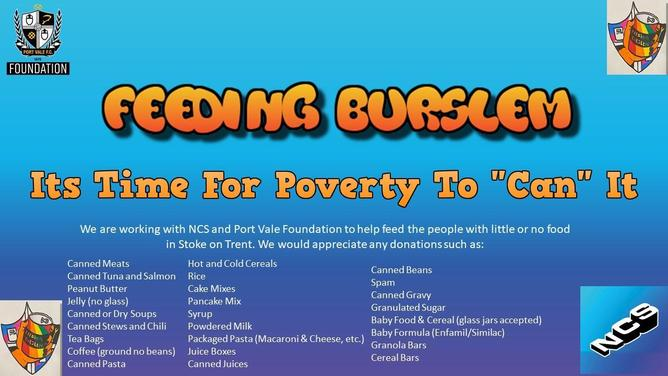 PORT VALE F.C.
FOUNDATION
FEEDING BURSLEM
Its Time For Poverty To "Can" It
We are working with NCS and Port Vale Foundation to help feed the people with little or no food
in Stoke on Trent. We would appreciate any donations such as:
Canned Meats
Canned Tuna and Salmon
Peanut Butter
Jelly (no glass)
Canned or Dry Soups
Canned Stews and Chili
Tea Bags
Coffee (ground no beans)
Canned Pasta
Hot and Cold Cereals
Rice
Cake Mixes
Pancake Mix
Syrup
Powdered Milk
Packaged Pasta (Macaroni & Cheese, etc.)
Juice Boxes
Canned Juices
Canned Beans
Spam
Canned Gravy
Granulated Sugar
Baby Food & Cereal (glass jars accepted)
Baby Formula (Enfamil/Similac)
Granola Bars
Cereal Bars
NCS